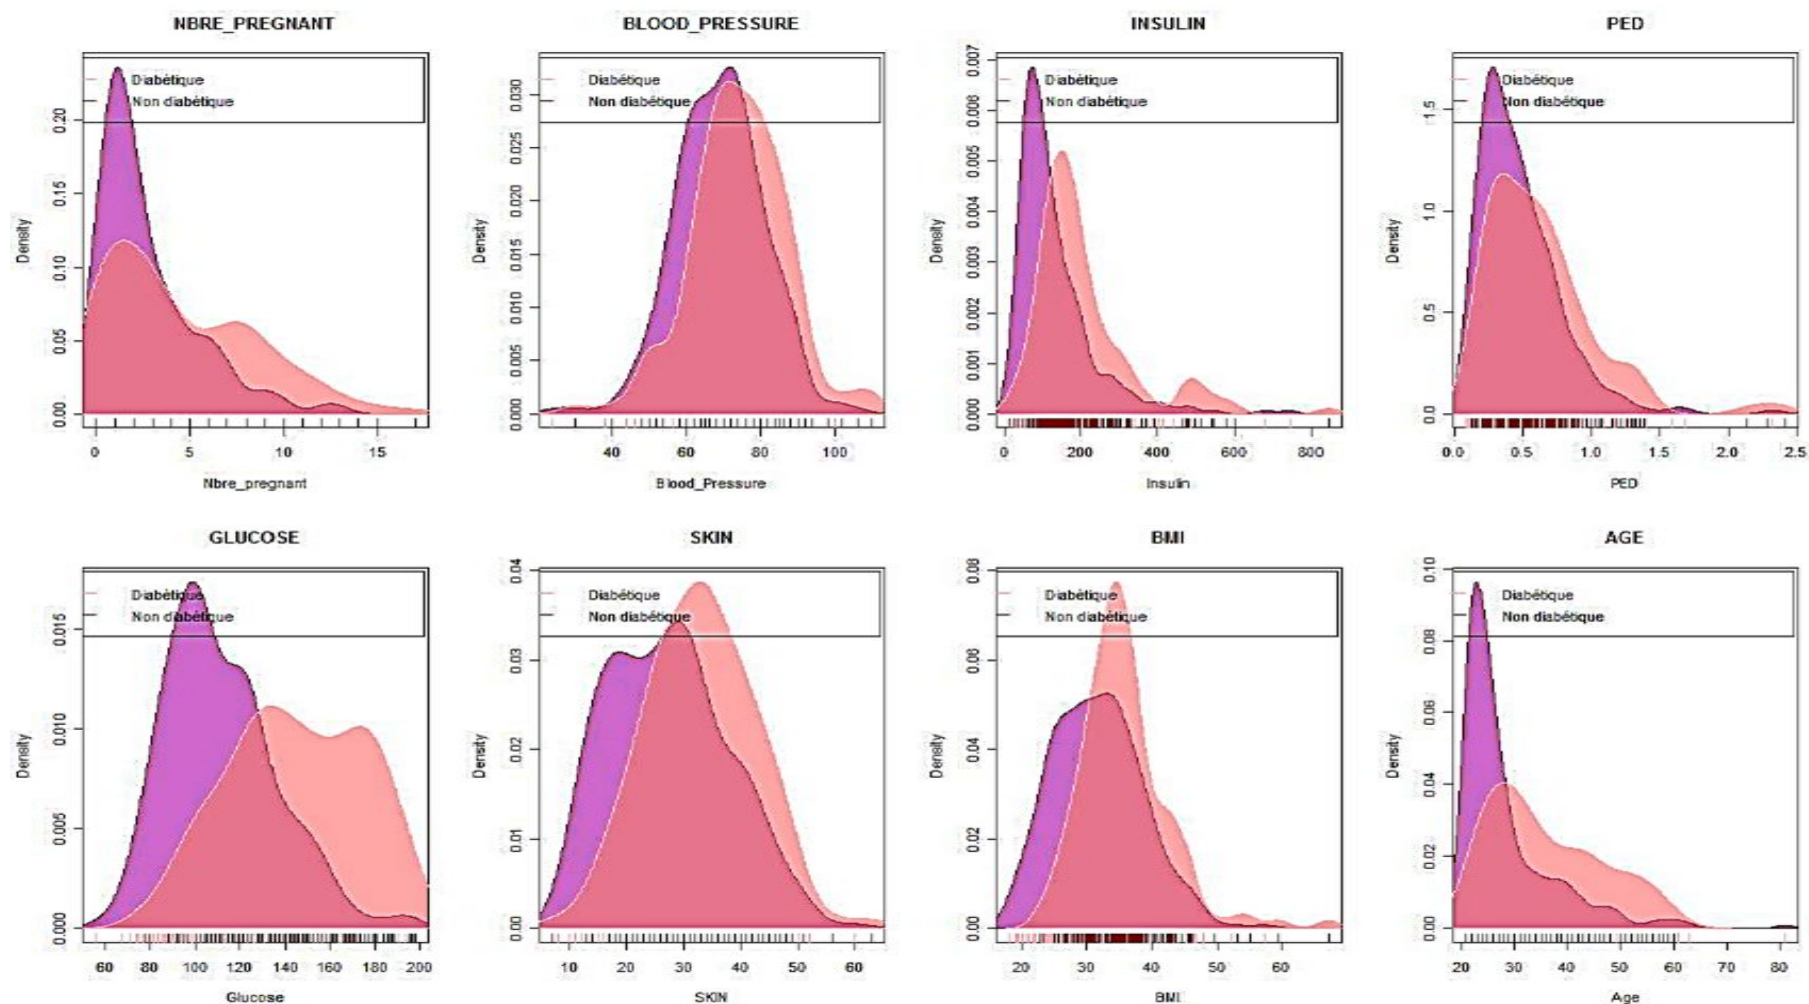 NBRE_PREGNANT
Diabétique
Non diabétique
Density
0.00 0.05 0.10 0.15 0.20
0 5 10 15
Nbre_pregnant
BLOOD_PRESSURE
Diabétique
Non diabétique
Density
0.000 0.005 0.010 0.015 0.020 0.025 0.030
40 60 80 100
Blood_Pressure
INSULIN
Diabétique
Non diabétique
Density
0.000 0.001 0.002 0.003 0.004 0.005 0.006 0.007
0 200 400 600 800
Insulin
PED
Diabétique
Non diabétique
Density
0.0 0.5 1.0 1.5
0.0 0.5 1.0 1.5 2.0 2.5
PED
GLUCOSE
Diabétique
Non diabétique
Density
0.000 0.005 0.010 0.015
60 80 100 120 140 160 180 200
Glucose
SKIN
Diabétique
Non diabétique
Density
0.00 0.01 0.02 0.03 0.04
10 20 30 40 50 60
SKIN
BMI
Diabétique
Non diabétique
Density
0.00 0.02 0.04 0.06 0.08
20 30 40 50 60
BMI
AGE
Diabétique
Non diabétique
Density
0.00 0.02 0.04 0.06 0.08 0.10
20 30 40 50 60 70 80
Age